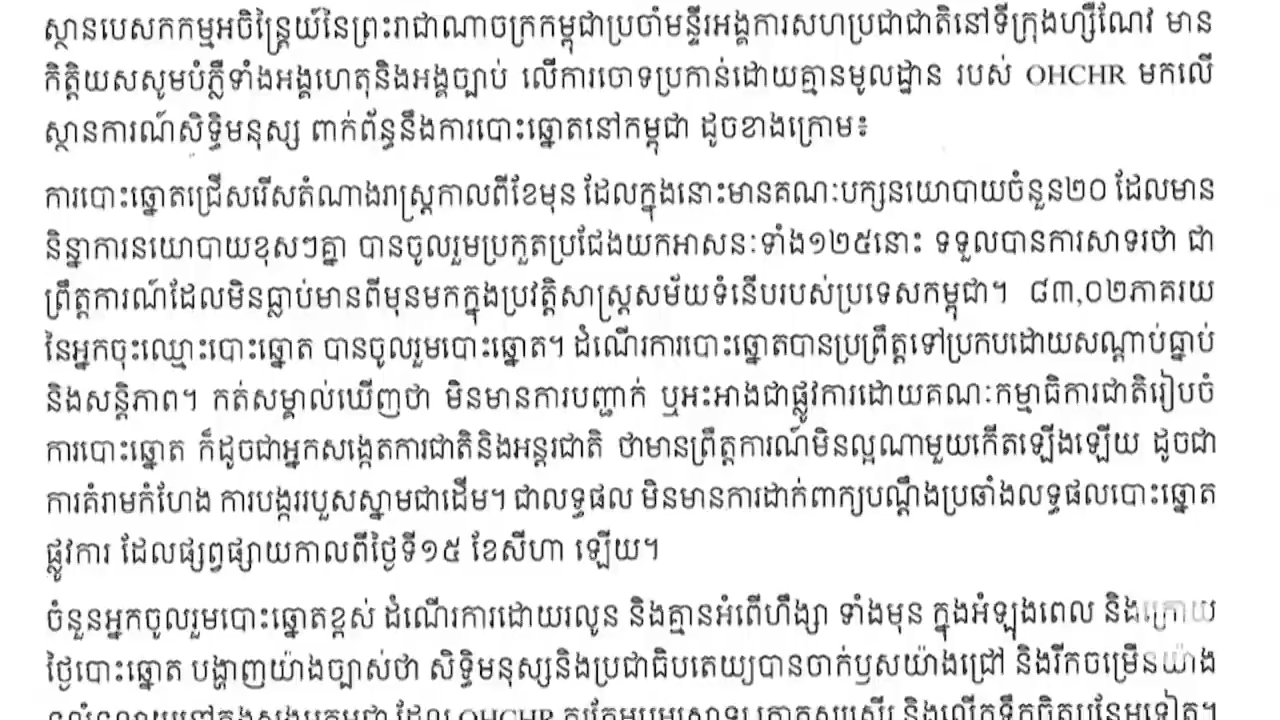 ស្ថានបេសកកម្មអចិន្ត្រៃយ៍នៃព្រះរាជាណាចក្រកម្ពុជាប្រចាំមន្ទីរអង្គការសហប្រជាជាតិនៅទីក្រុងហ្សឺណែវ មាន
កិត្តិយសសូមបំភ្លឺទាំងអង្គហេតុនិងអង្គច្បាប់ លើការចោទប្រកាន់ដោយគ្មានមូលដ្ឋាន របស់ OHCHR មកលើ
ស្ថានការណ៍សិទ្ធិមនុស្ស ពាក់ព័ន្ធនឹងការបោះឆ្នោតនៅកម្ពុជា ដូចខាងក្រោម៖
ការបោះឆ្នោតជ្រើសរើសតំណាងរាស្ត្រកាលពីខែមុន ដែលក្នុងនោះមានគណៈបក្សនយោបាយចំនួន២០ ដែលមាន
និន្នាការនយោបាយខុសៗគ្នា បានចូលរួមប្រកួតប្រជែងយកអាសនៈទាំង១២៥នោះ ទទួលបានការសាទរថា ជា
ព្រឹត្តការណ៍ដែលមិនធ្លាប់មានពីមុនមកក្នុងប្រវត្តិសាស្ត្រសម័យទំនើបរបស់ប្រទេសកម្ពុជា។ ៨៣,០២ភាគរយ
នៃអ្នកចុះឈ្មោះបោះឆ្នោត បានចូលរួមបោះឆ្នោត។ ដំណើរការបោះឆ្នោតបានប្រព្រឹត្តទៅប្រកបដោយសណ្តាប់ធ្នាប់
និងសន្តិភាព។ កត់សម្គាល់ឃើញថា មិនមានការបញ្ជាក់ ឬអះអាងជាផ្លូវការដោយគណៈកម្មាធិការជាតិរៀបចំ
ការបោះឆ្នោត ក៏ដូចជាអ្នកសង្កេតការជាតិនិងអន្តរជាតិ ថាមានព្រឹត្តការណ៍មិនល្អណាមួយកើតឡើងឡើយ ដូចជា
ការគំរាមកំហែង ការបង្ករបួសស្នាមជាដើម។ ជាលទ្ធផល មិនមានការដាក់ពាក្យបណ្តឹងប្រឆាំងលទ្ធផលបោះឆ្នោត
ផ្លូវការ ដែលផ្សព្វផ្សាយកាលពីថ្ងៃទី១៥ ខែសីហា ឡើយ។
ចំនួនអ្នកចូលរួមបោះឆ្នោតខ្ពស់ ដំណើរការដោយរលូន និងគ្មានអំពើហឹង្សា ទាំងមុន ក្នុងអំឡុងពេល និងក្រោយ
ថ្ងៃបោះឆ្នោត បង្ហាញយ៉ាងច្បាស់ថា សិទ្ធិមនុស្សនិងប្រជាធិបតេយ្យបានចាក់ឫសយ៉ាងជ្រៅ និងរីកចម្រើនយ៉ាង